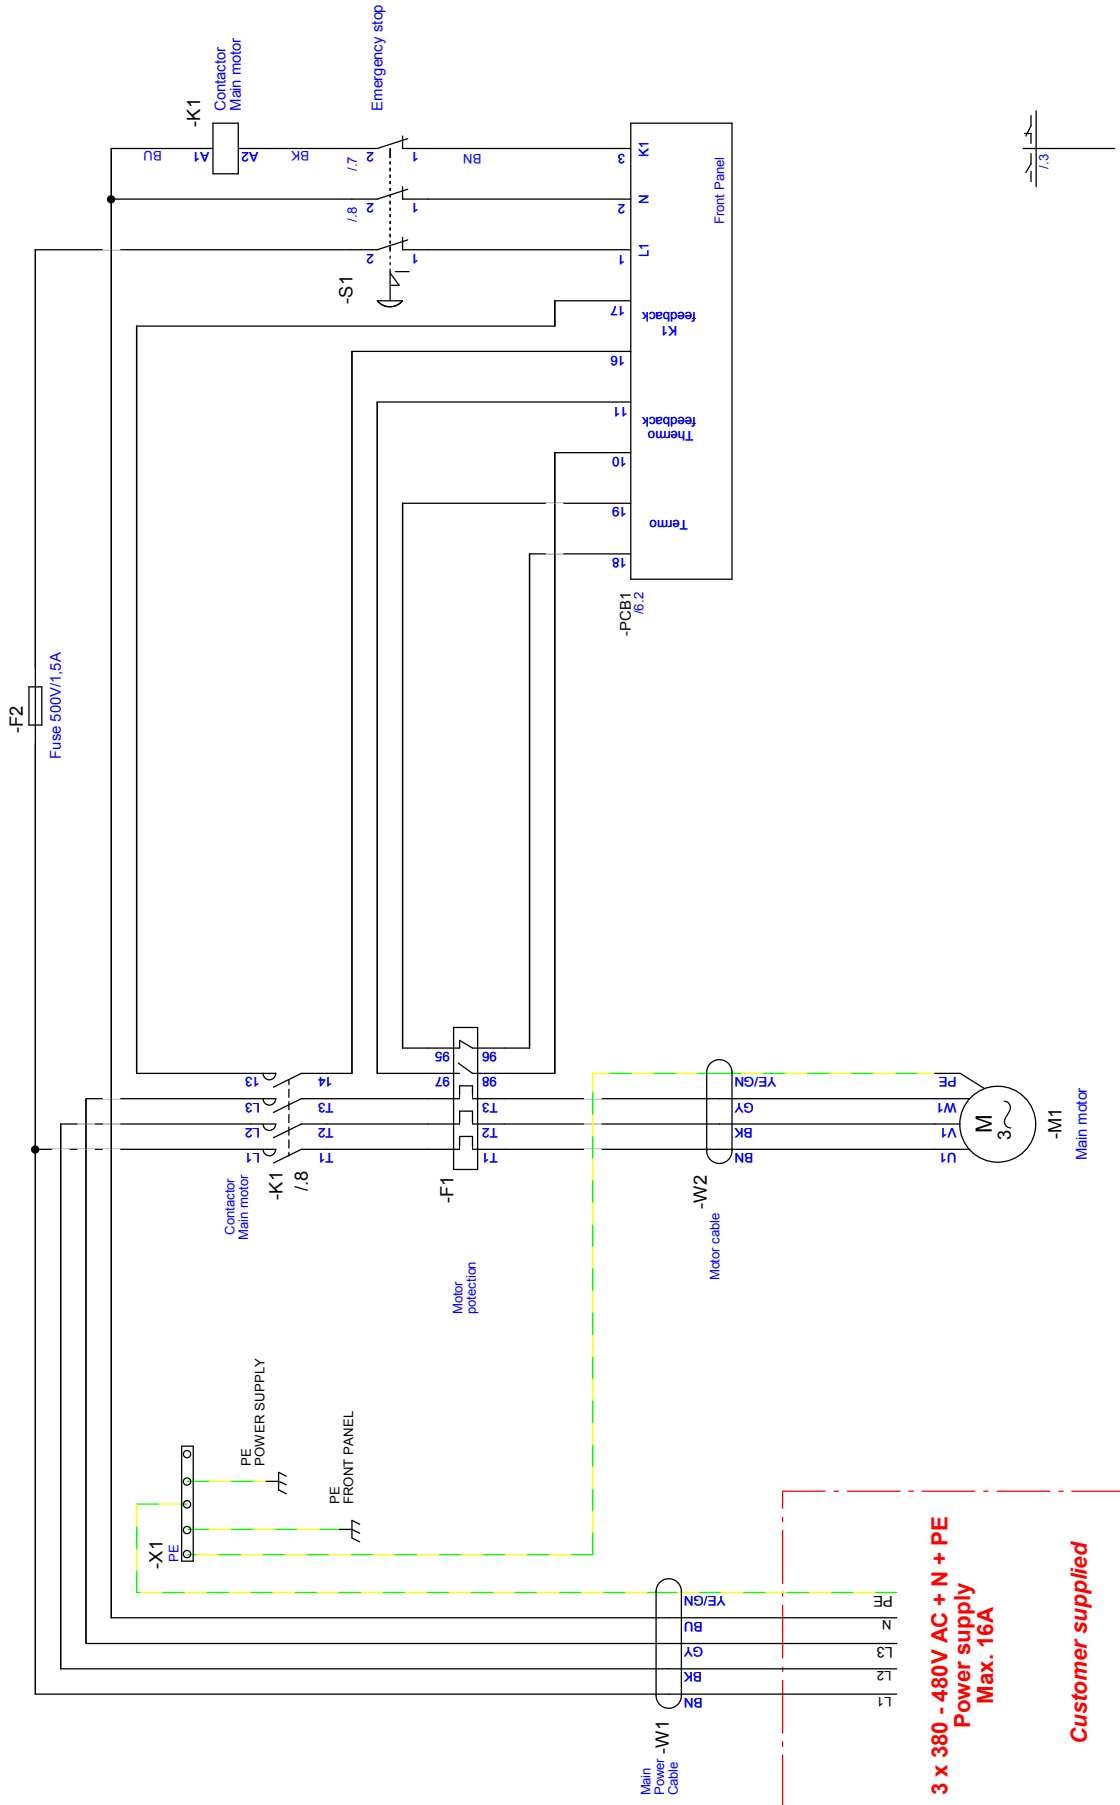 -F2
Fuse 500V/1,5A
-K1
Contactor
Main motor
BU
A1
A2
BK
/.7
2
1
BN
3
K1
Emergency stop
/.8
2
1
2
N
-S1
2
1
1
L1
Front Panel
17
K1
feedback
16
11
Thermo
feedback
10
19
Termo
18
-PCB1
/6.2
/.3
Contactor
Main motor
-K1
/.8
L1
L2
L3
13
T1
T2
T3
14
-F1
Motor
potection
97
95
T1
T2
T3
98
96
-W2
Motor cable
BN
BK
GY
YE/GN
U1
V1
W1
PE
M
3
-M1
Main motor
-X1
PE
PE
POWER SUPPLY
PE
FRONT PANEL
Main
Power
Cable
-W1
BN
BK
GY
BU
YE/GN
L1
L2
L3
N
PE
3 x 380 - 480V AC + N + PE
Power supply
Max. 16A
Customer supplied